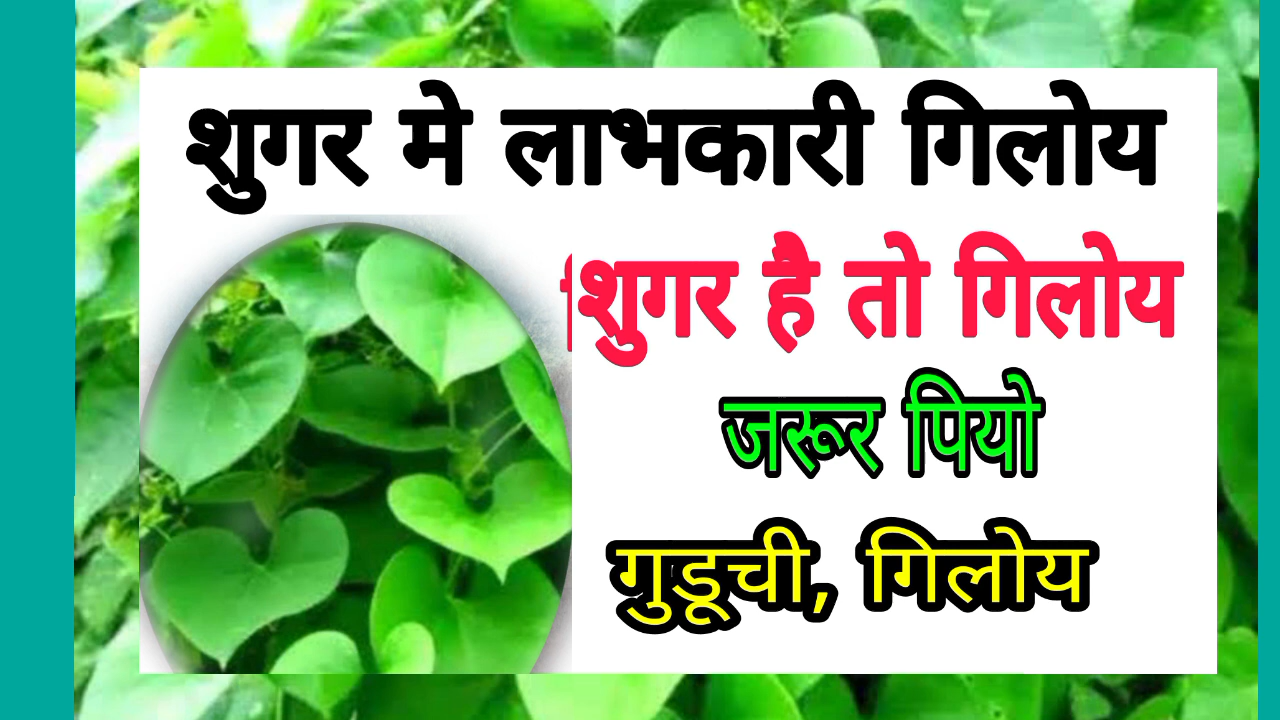 शुगर मे लाभकारी गिलोय
शुगर है तो गिलोय
जरूर पियो
गुडूची, गिलोय